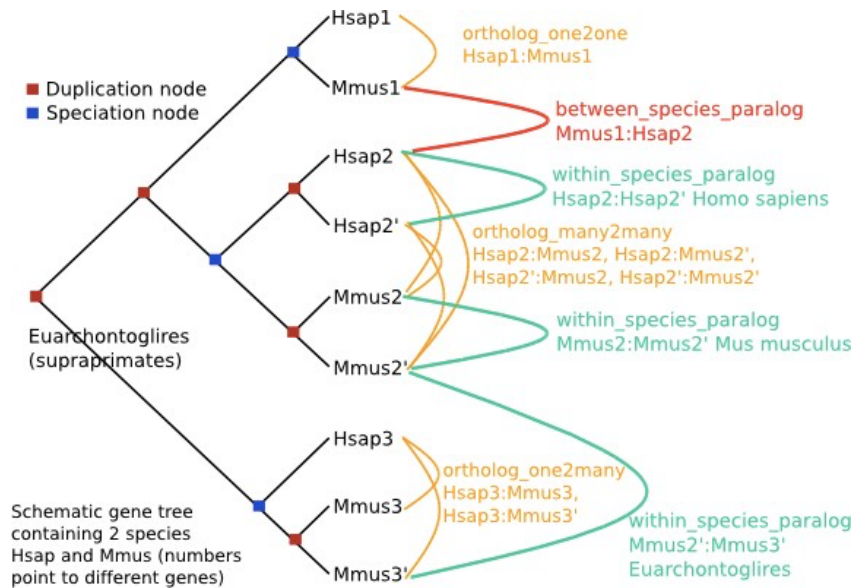 Hsap1
ortholog_one2one
Hsap1:Mmus1
Duplication node
Speciation node
Mmus1
between_species_paralog
Mmus1:Hsap2
Hsap2
within_species_paralog
Hsap2:Hsap2' Homo sapiens
Hsap2'
ortholog_many2many
Hsap2:Mmus2, Hsap2:Mmus2',
Hsap2':Mmus2, Hsap2':Mmus2'
Mmus2
Euarchontoglires
(supraprimates)
within_species_paralog
Mmus2:Mmus2' Mus musculus
Mmus2'
Hsap3
ortholog_one2many
Hsap3:Mmus3,
Hsap3:Mmus3'
Mmus3
Schematic gene tree
containing 2 species
Hsap and Mmus (numbers
point to different genes)
within_species_paralog
Mmus2':Mmus3'
Euarchontoglires
Mmus3'